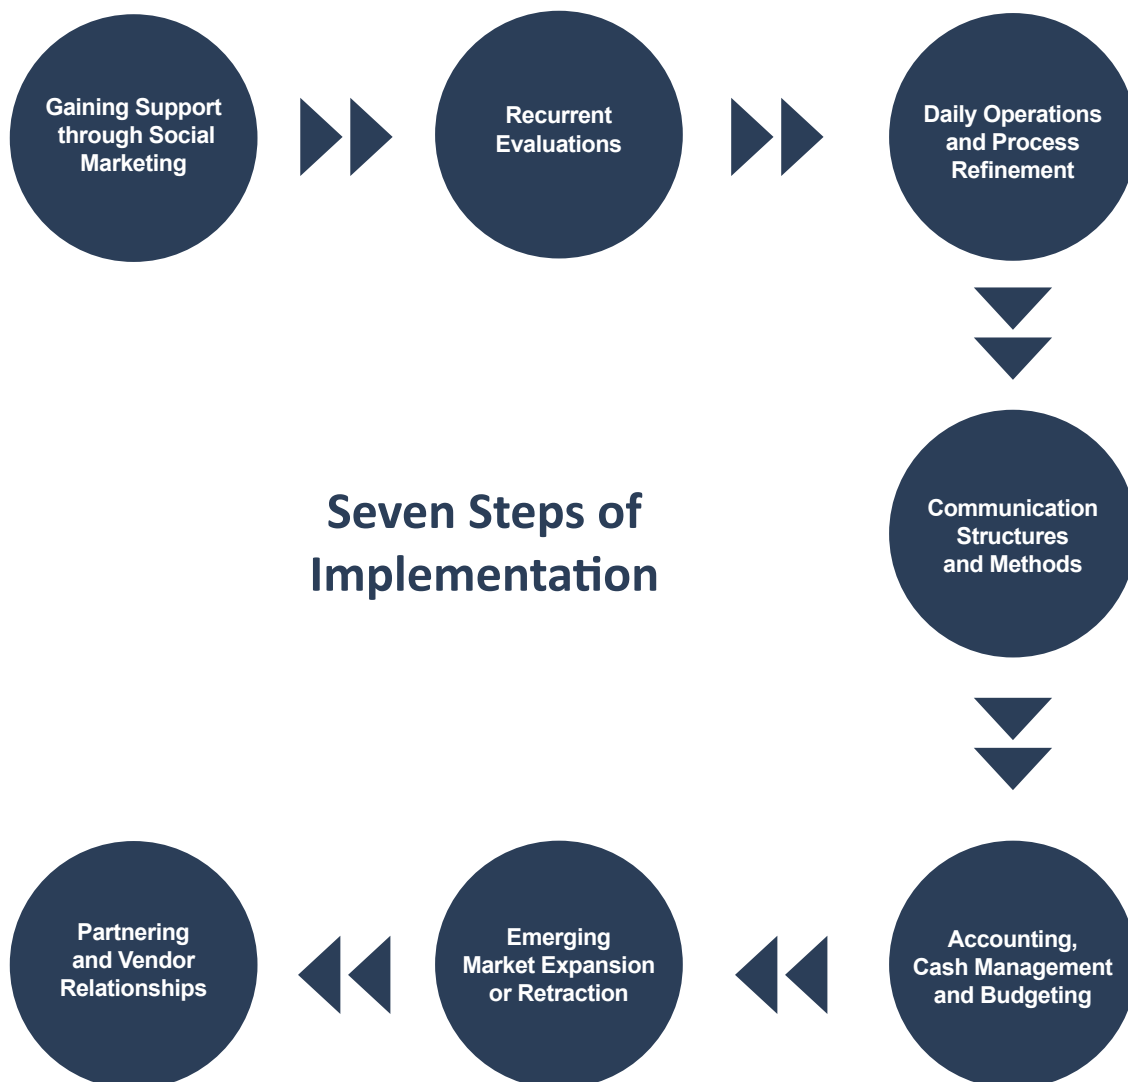 Gaining Support
through Social
Marketing
Recurrent
Evaluations
Daily Operations
and Process
Refinement
Communication
Structures
and Methods
Seven Steps of
Implementation
Accounting,
Cash Management
and Budgeting
Emerging
Market Expansion
or Retraction
Partnering
and Vendor
Relationships